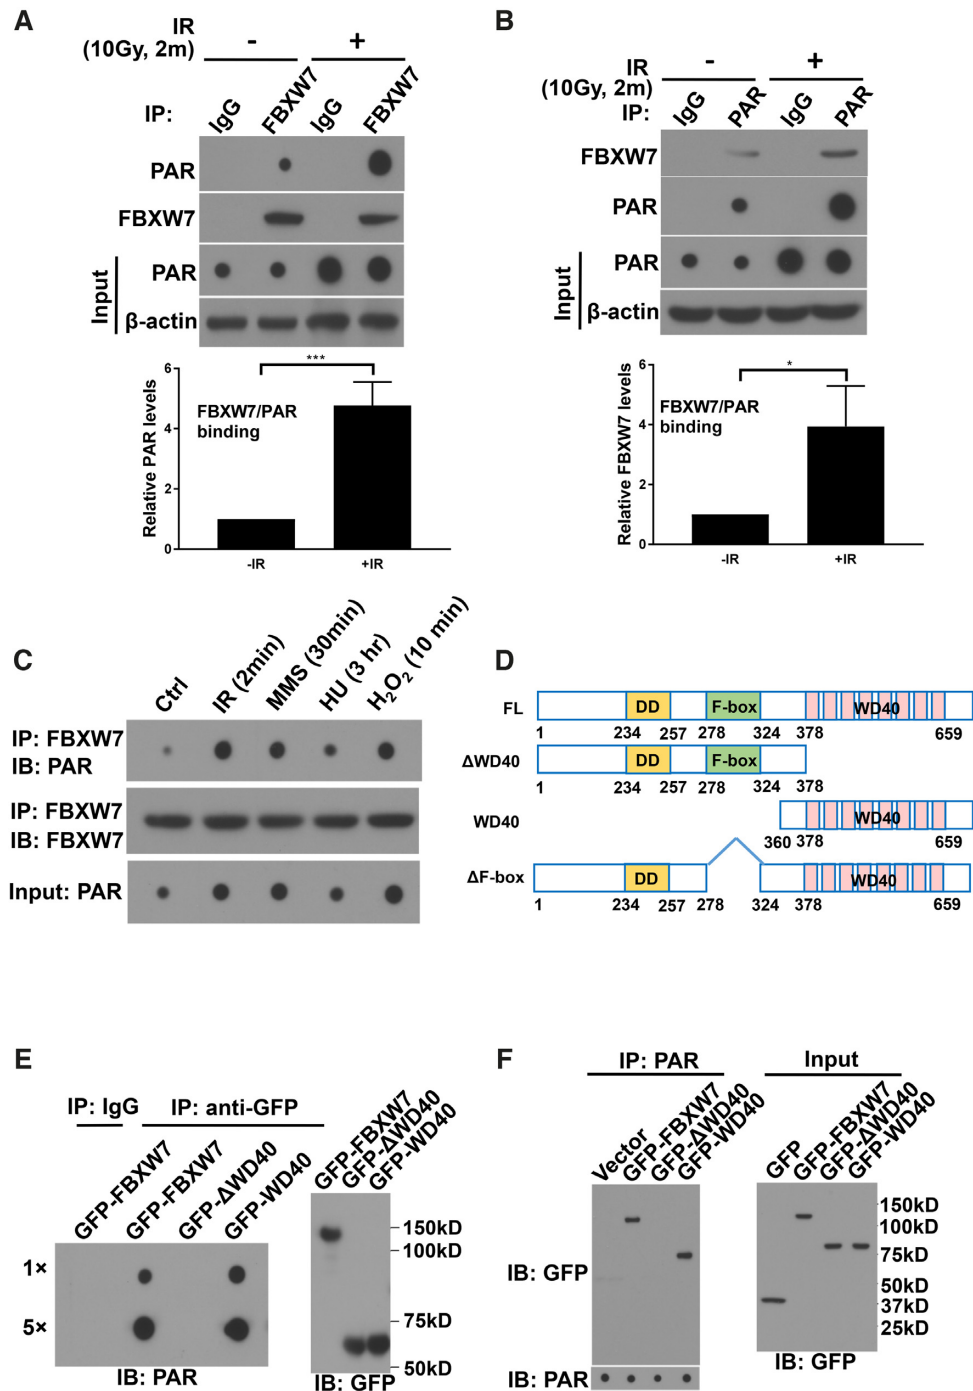 A
IR
(10Gy, 2m)
- +
IP: IgG FBXW7 IgG FBXW7
PAR
FBXW7
Input
PAR
β-actin
***
FBXW7/PAR
binding
Relative PAR levels
6
4
2
0
-IR +IR
B
IR
(10Gy, 2m)
- +
IP: IgG PAR IgG PAR
FBXW7
PAR
Input
PAR
β-actin
*
FBXW7/PAR
binding
Relative FBXW7 levels
6
4
2
0
-IR +IR
C
Ctrl IR (2min) MMS (30min) HU (3 hr) H₂O₂ (10 min)
IP: FBXW7
IB: PAR
IP: FBXW7
IB: FBXW7
Input: PAR
D
FL DD F-box WD40
1 234 257 278 324 378 659
ΔWD40 DD F-box
1 234 257 278 324 378
WD40 WD40
360 378 659
ΔF-box DD WD40
1 234 257 278 324 378 659
E
IP: IgG IP: anti-GFP
GFP-FBXW7 GFP-FBXW7 GFP-ΔWD40 GFP-WD40
1×
5×
IB: PAR
GFP-FBXW7 GFP-ΔWD40 GFP-WD40
150kD
100kD
75kD
50kD
IB: GFP
F
IP: PAR
Vector GFP-FBXW7 GFP-ΔWD40 GFP-WD40
IB: GFP
IB: PAR
Input
GFP GFP-FBXW7 GFP-ΔWD40 GFP-WD40
150kD
100kD
75kD
50kD
37kD
25kD
IB: GFP